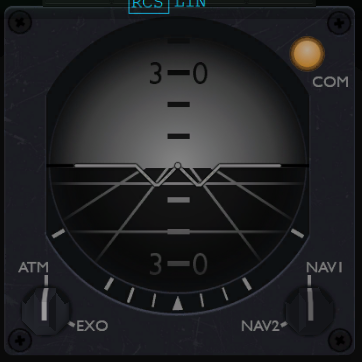 RCS LIN
3 0
COM
3 0
ATM NAV1
EXO NAV2